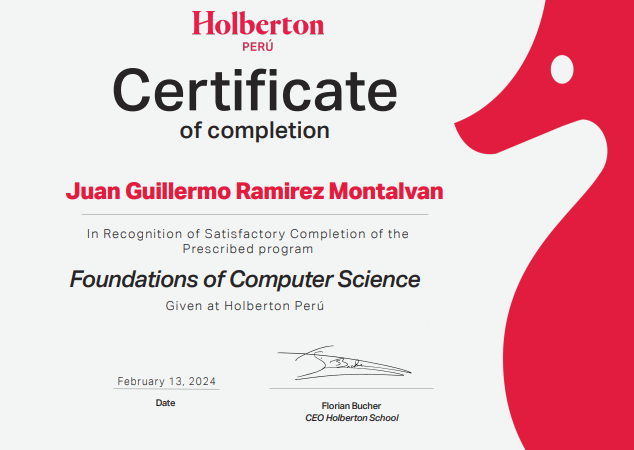 Holberton
PERÚ
Certificate
of completion
Juan Guillermo Ramirez Montalvan
In Recognition of Satisfactory Completion of the
Prescribed program
Foundations of Computer Science
Given at Holberton Perú
February 13, 2024
Date
Florian Bucher
CEO Holberton School